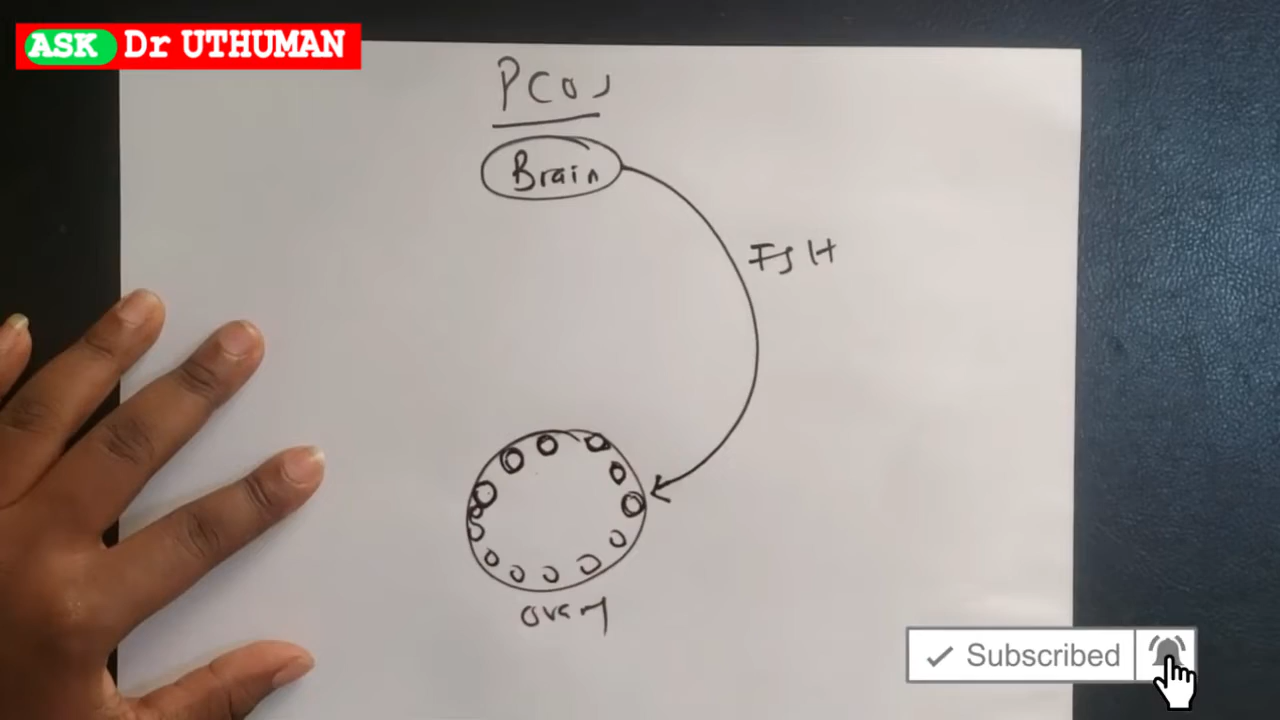 ASK Dr UTHUMAN
PCOS
Brain
FSH
Ovary
Subscribed